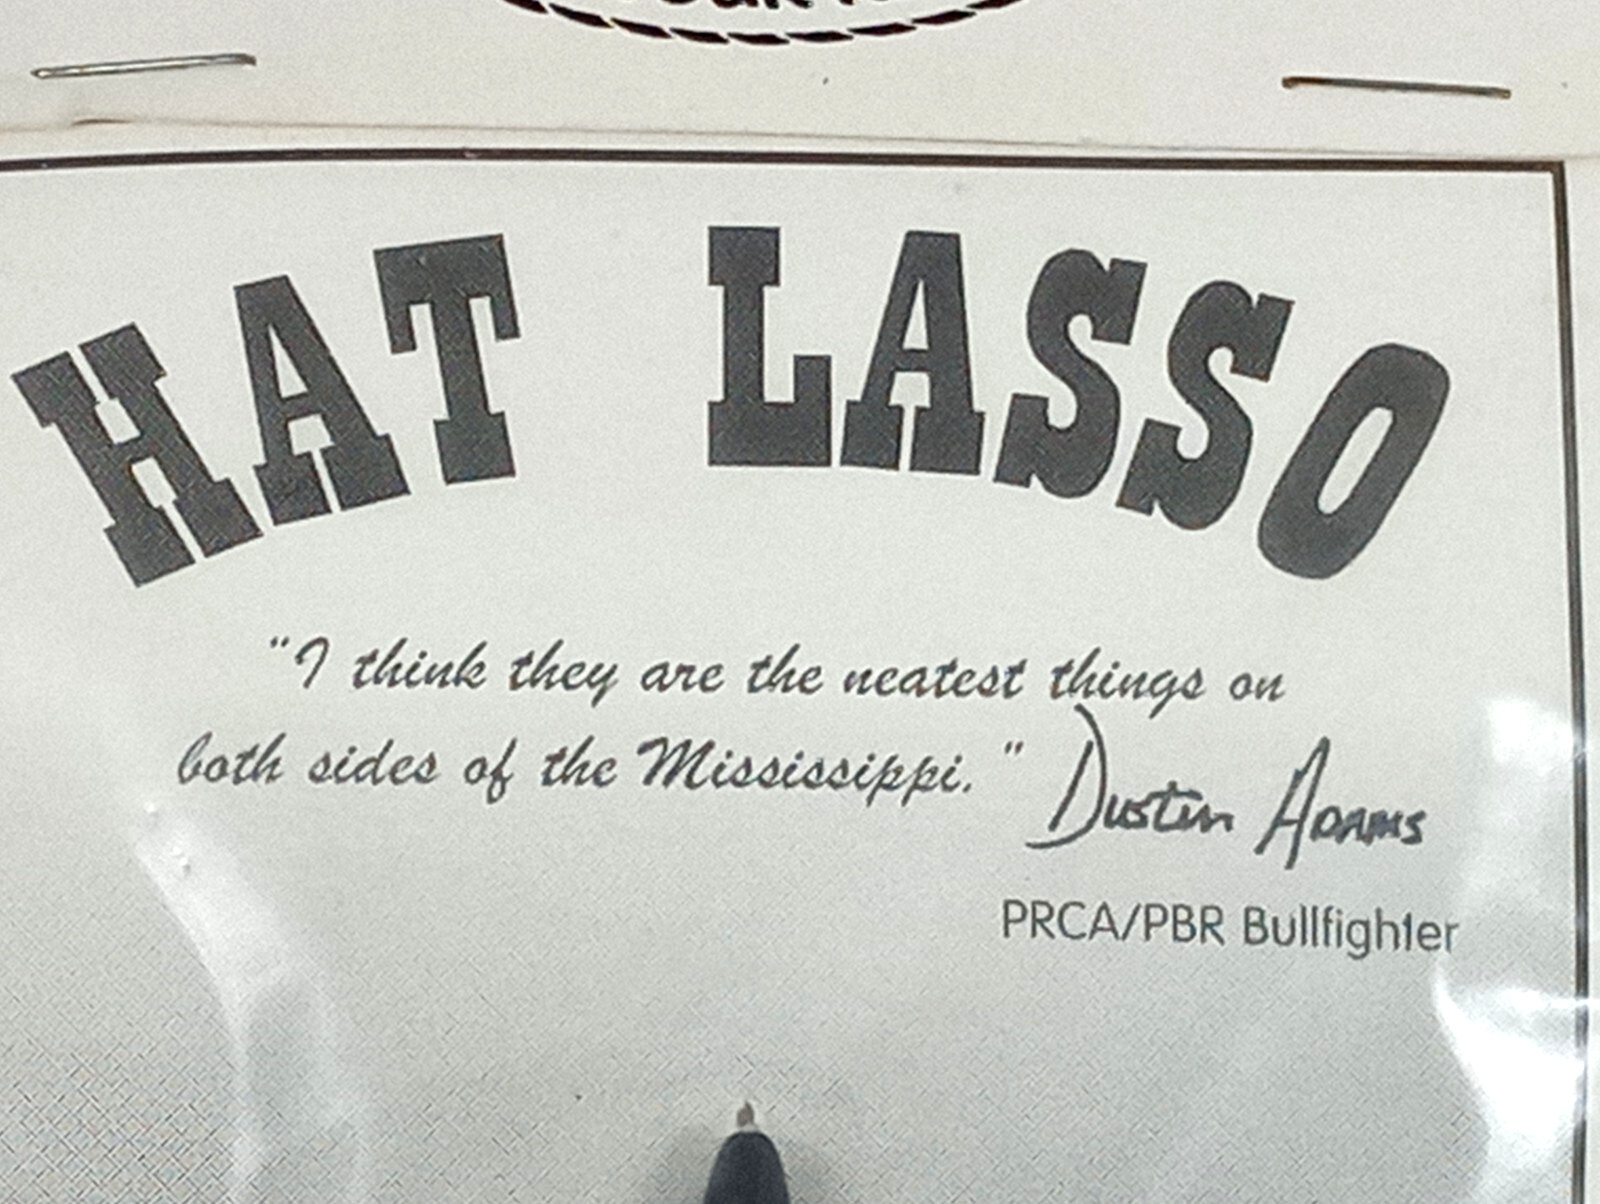 HAT LASSO
"I think they are the neatest things on
both sides of the Mississippi." Dustin Adams
PRCA/PBR Bullfighter